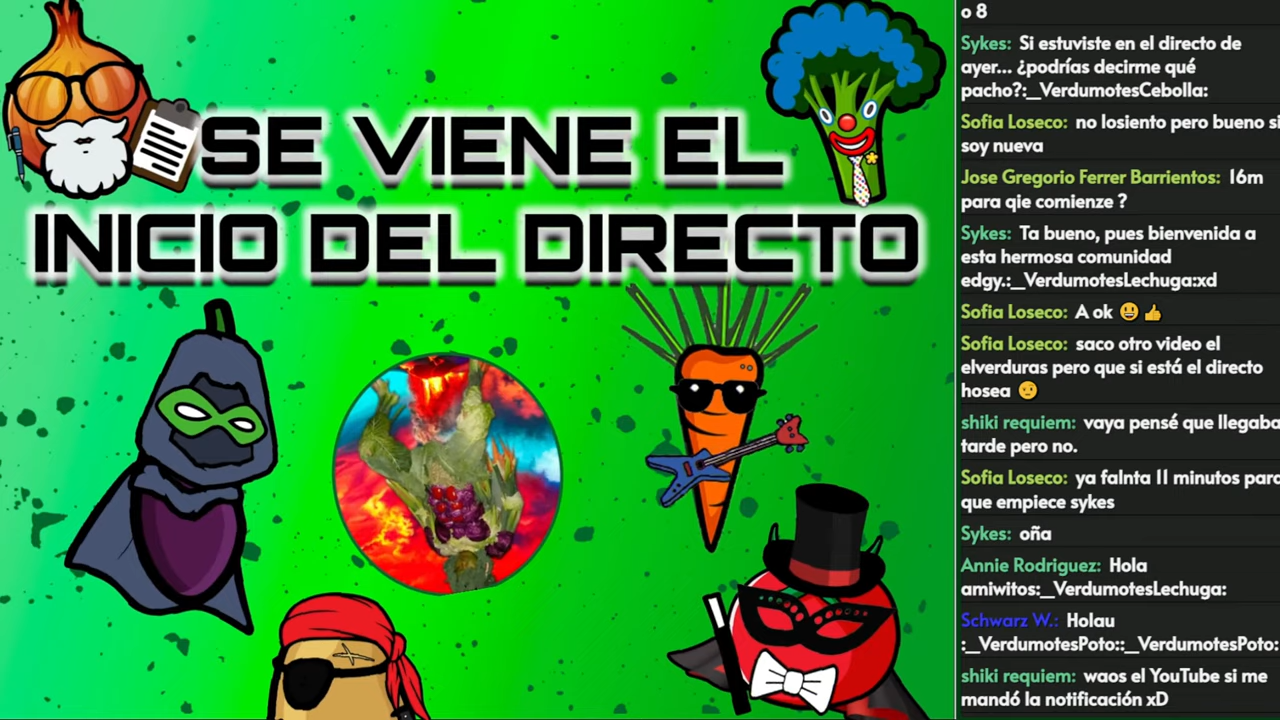 SE VIENE EL
INICIO DEL DIRECTO
o 8
Sykes: Si estuviste en el directo de
ayer... ¿podrías decirme qué
pacho?:_VerdumotesCebolla:
Sofia Loseco: no losiento pero bueno si
soy nueva
Jose Gregorio Ferrer Barrientos: 16m
para qie comienze ?
Sykes: Ta bueno, pues bienvenida a
esta hermosa comunidad
edgy.:_VerdumotesLechuga:xd
Sofia Loseco: A ok 😀👍
Sofia Loseco: saco otro video el
elverduras pero que si está el directo
hosea 🤨
shiki requiem: vaya pensé que llegaba
tarde pero no.
Sofia Loseco: ya falnta 11 minutos para
que empiece sykes
Sykes: oña
Annie Rodriguez: Hola
amiwitos:_VerdumotesLechuga:
Schwarz W.: Holau
:_VerdumotesPoto::_VerdumotesPoto:
shiki requiem: waos el YouTube si me
mandó la notificación xD